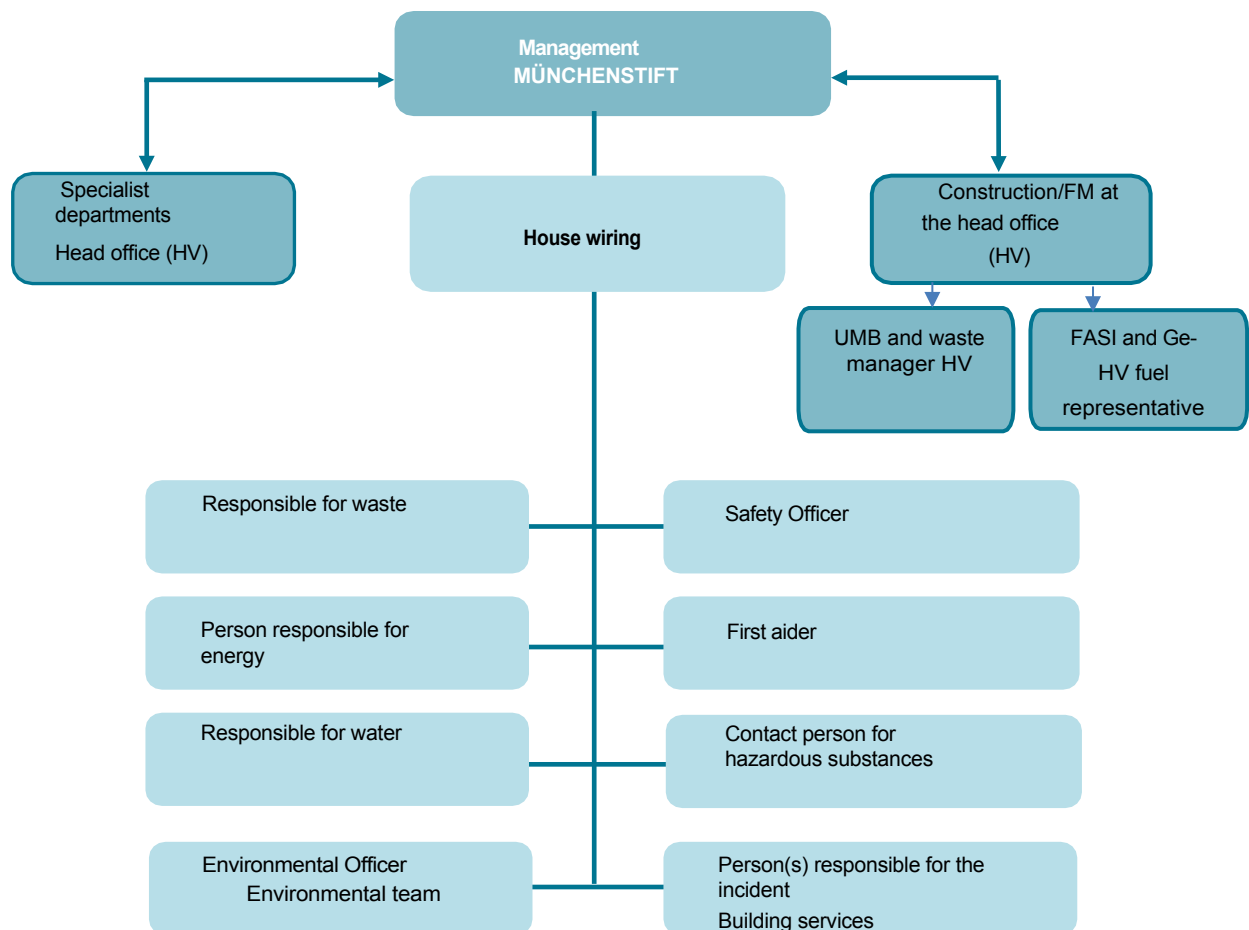 Management
MÜNCHENSTIFT
Specialist
departments
Head office (HV)
House wiring
Construction/FM at
the head office
(HV)
UMB and waste
manager HV
FASI and Ge-
HV fuel
representative
Responsible for waste
Safety Officer
Person responsible for
energy
First aider
Responsible for water
Contact person for
hazardous substances
Environmental Officer
Environmental team
Person(s) responsible for the
incident
Building services